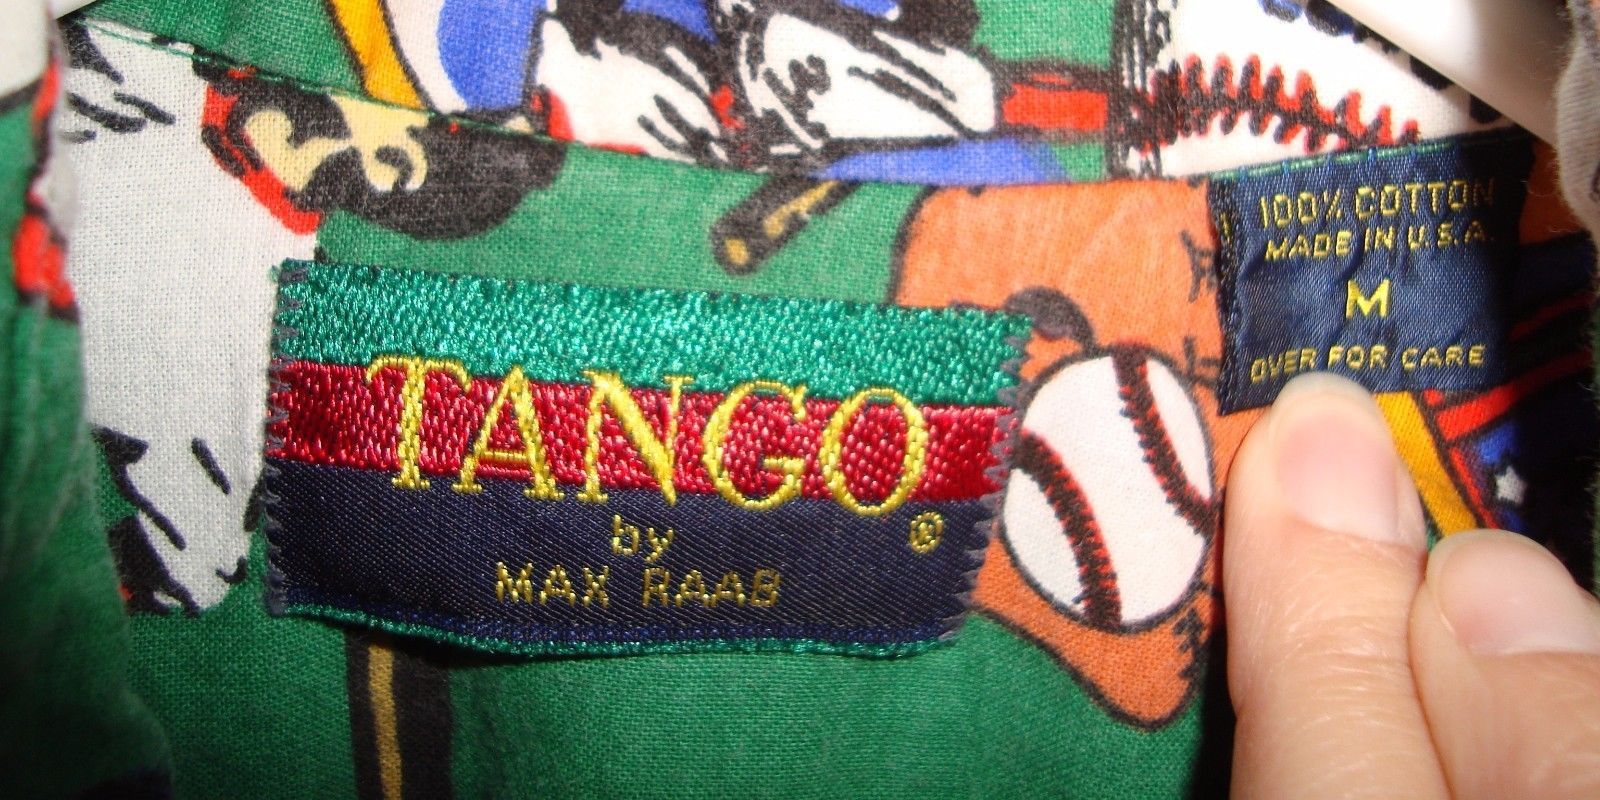 TANGO®
by
MAX RAAB
100% COTTON
MADE IN U.S.A.
M
OVER FOR CARE